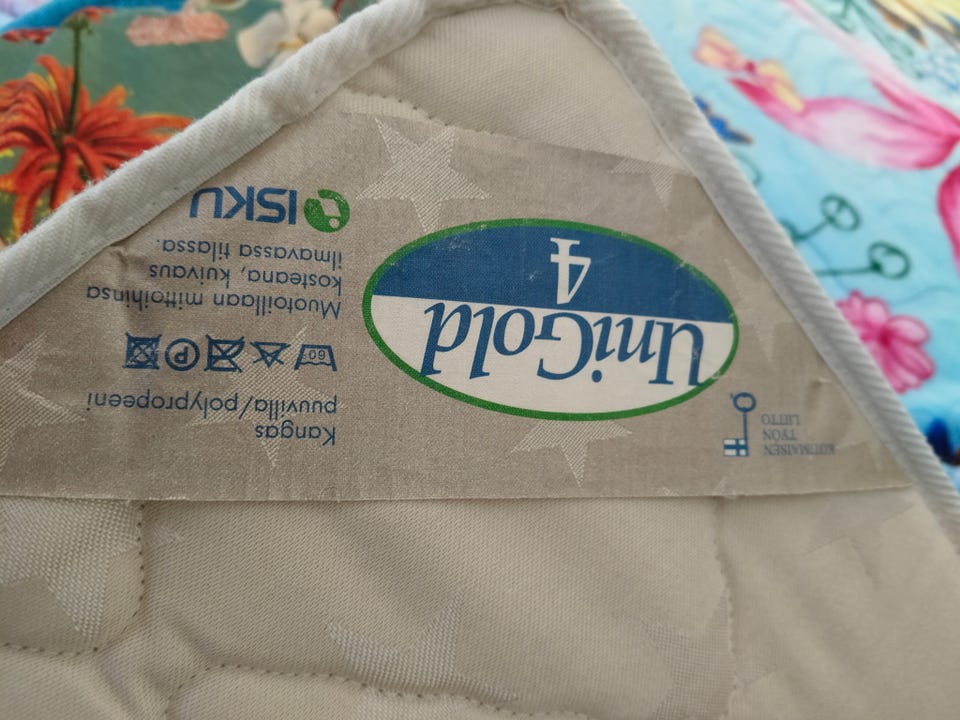 KOTIMAISEN
TYÖN
LIITTO
UniGold
4
Kangas
puuvilla/polypropeeni
60
P
Muotoillaan mittoihinsa
kosteana, kuivaus
ilmavassa tilassa.
ISKU